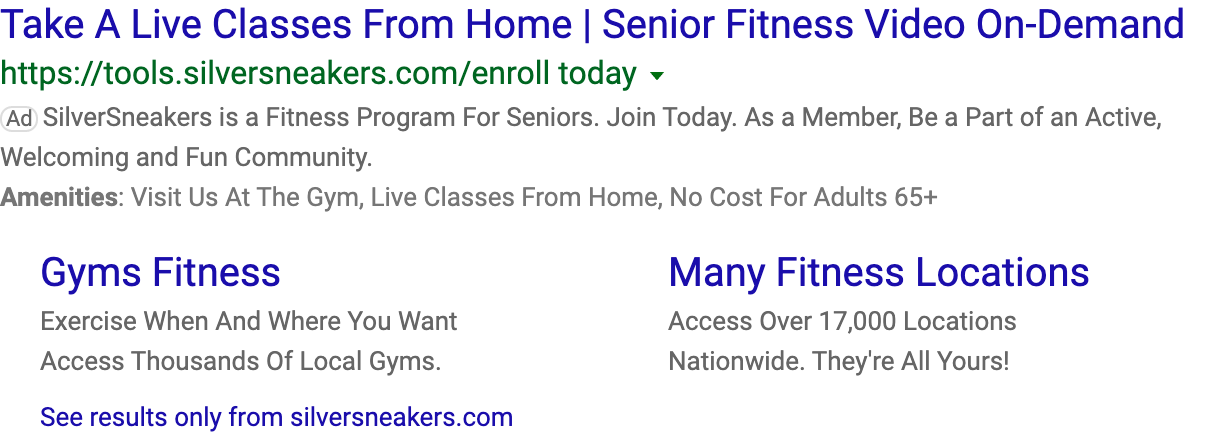 Take A Live Classes From Home | Senior Fitness Video On-Demand
https://tools.silversneakers.com/enroll today
Ad SilverSneakers is a Fitness Program For Seniors. Join Today. As a Member, Be a Part of an Active,
Welcoming and Fun Community.
Amenities: Visit Us At The Gym, Live Classes From Home, No Cost For Adults 65+
Gyms Fitness
Exercise When And Where You Want
Access Thousands Of Local Gyms.
Many Fitness Locations
Access Over 17,000 Locations
Nationwide. They're All Yours!
See results only from silversneakers.com